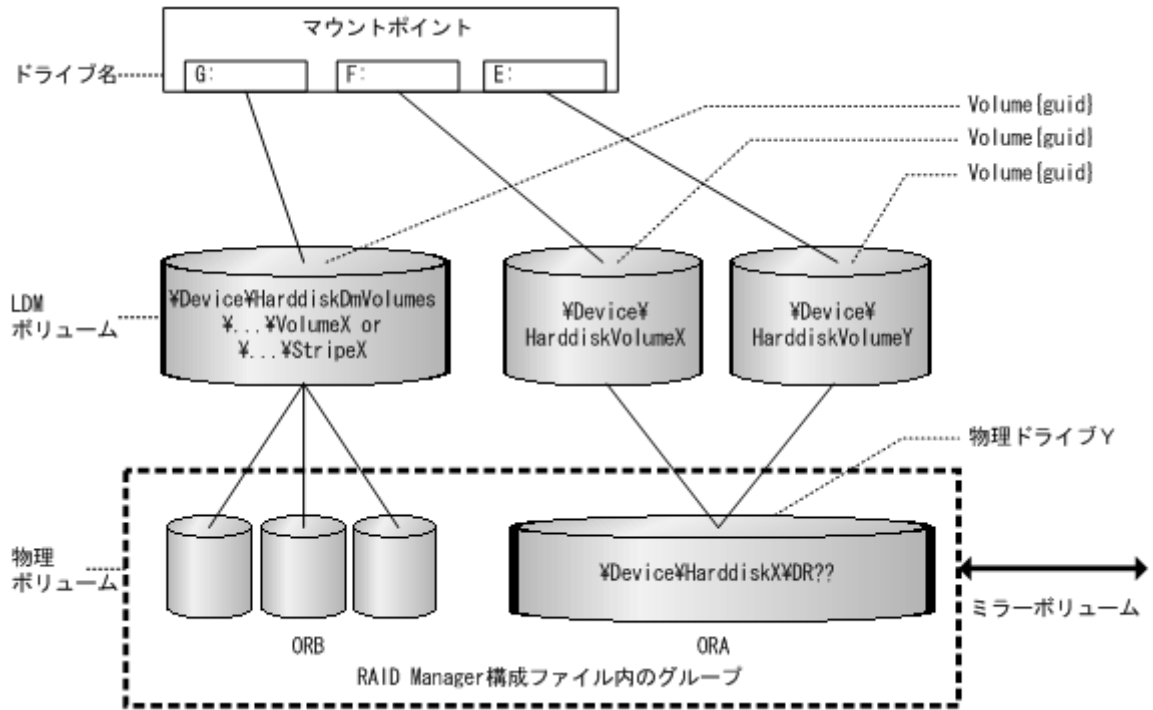 マウントポイント
ドライブ名
G:
F:
E:
Volume{guid}
Volume{guid}
Volume{guid}
LDM
ボリューム
¥Device¥HarddiskDmVolumes
¥...¥VolumeX or
¥...¥StripeX
¥Device¥
HarddiskVolumeX
¥Device¥
HarddiskVolumeY
物理ドライブY
物理
ボリューム
¥Device¥HarddiskX¥DR??
ミラーボリューム
ORB
ORA
RAID Manager構成ファイル内のグループ